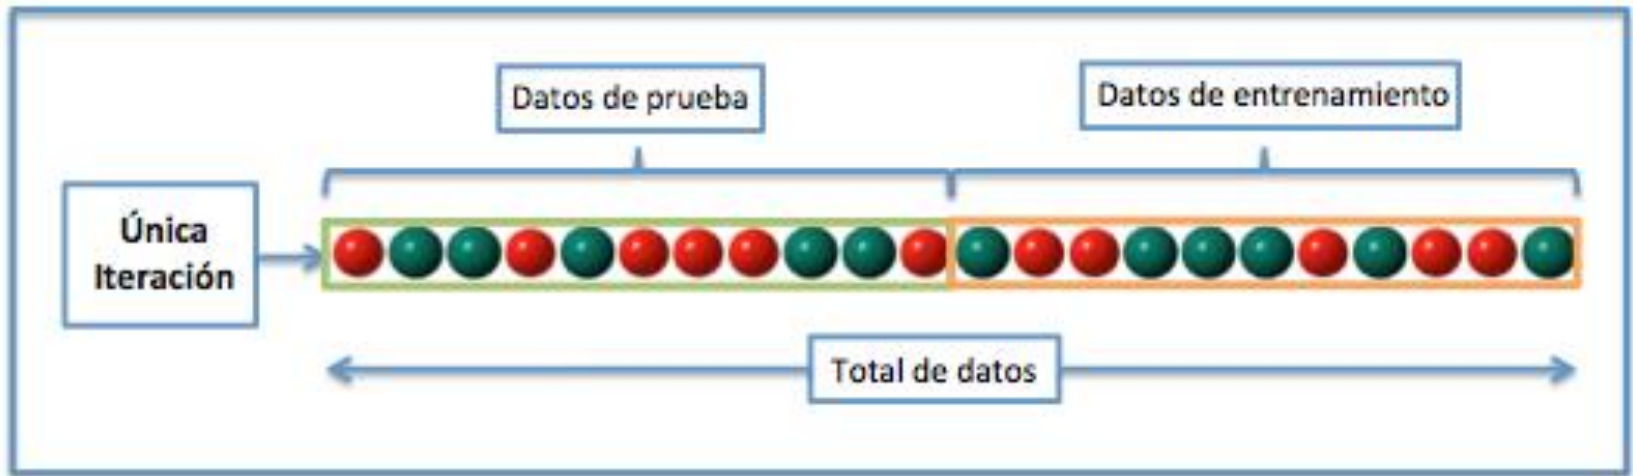 Datos de prueba
Datos de entrenamiento
Única
Iteración
Total de datos